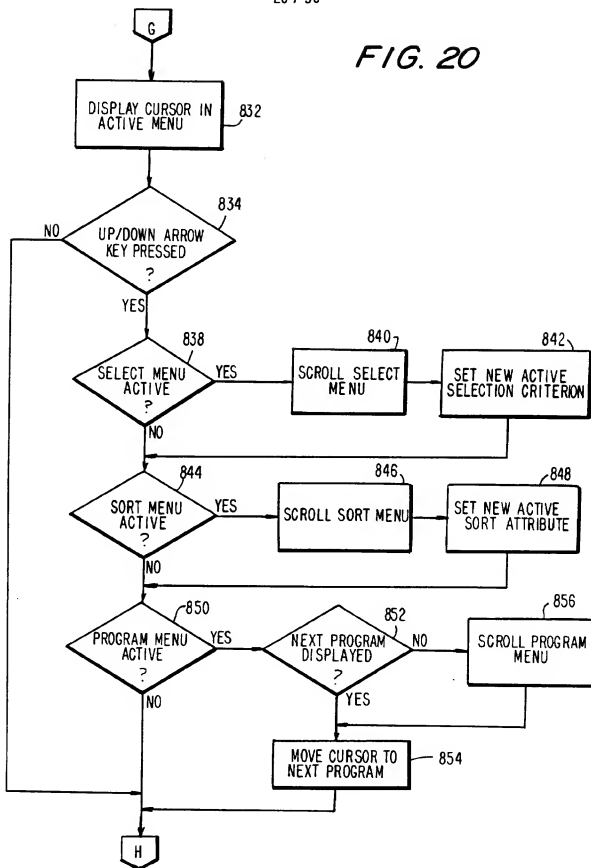 G
FIG. 20
DISPLAY CURSOR IN
ACTIVE MENU
832
834
NO
UP/DOWN ARROW
KEY PRESSED
?
YES
838
SELECT MENU
ACTIVE
?
YES
NO
840
SCROLL SELECT
MENU
842
SET NEW ACTIVE
SELECTION CRITERION
844
SORT MENU
ACTIVE
?
YES
NO
846
SCROLL SORT MENU
848
SET NEW ACTIVE
SORT ATTRIBUTE
850
PROGRAM MENU
ACTIVE
?
YES
NO
852
NEXT PROGRAM
DISPLAYED
?
NO
YES
856
SCROLL PROGRAM
MENU
MOVE CURSOR TO
NEXT PROGRAM
854
H